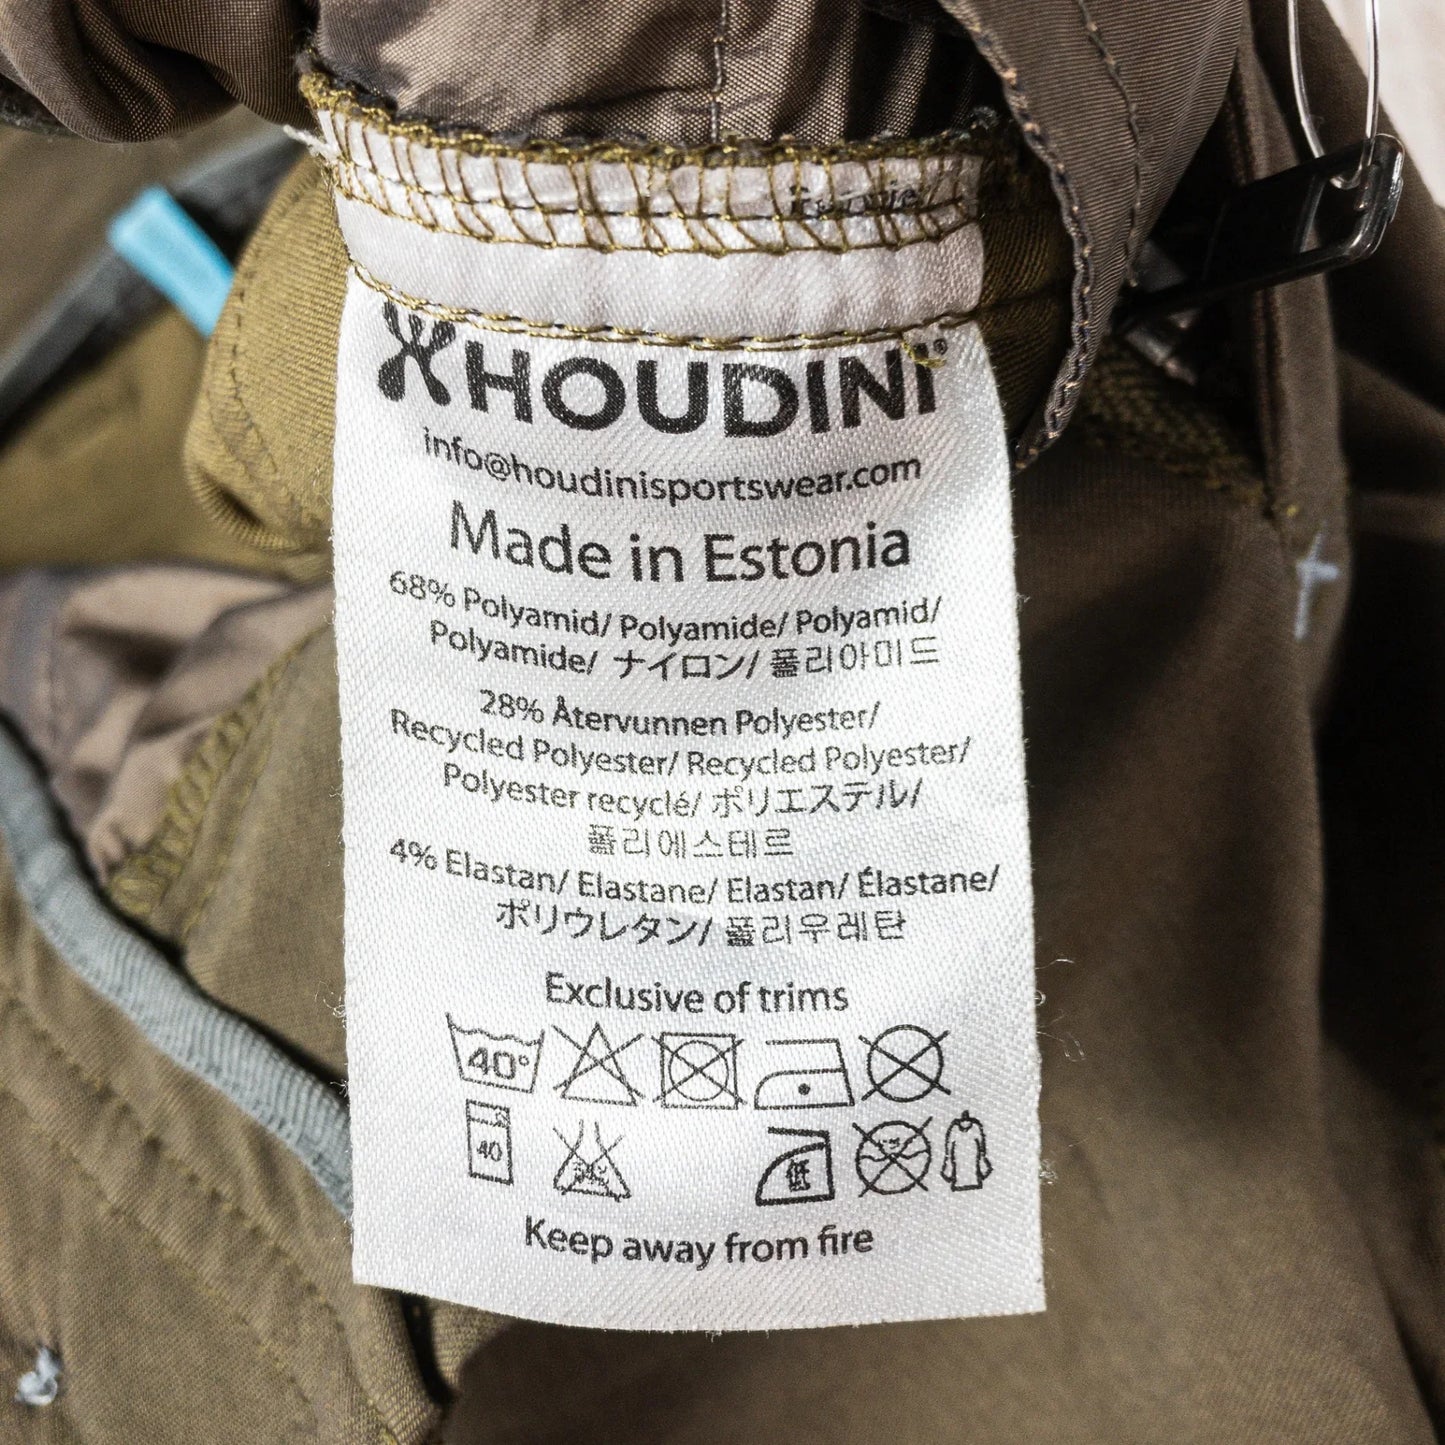 HOUDINI®
info@houdinisportswear.com
Made in Estonia
68% Polyamid/ Polyamide/ Polyamid/
Polyamide/ ナイロン/ 폴리아미드
28% Återvunnen Polyester/
Recycled Polyester/ Recycled Polyester/
Polyester recyclé/ ポリエステル/
폴리에스테르
4% Elastan/ Elastane/ Elastan/ Élastane/
ポリウレタン/ 폴리우레탄
Exclusive of trims
40°
40 低
Keep away from fire